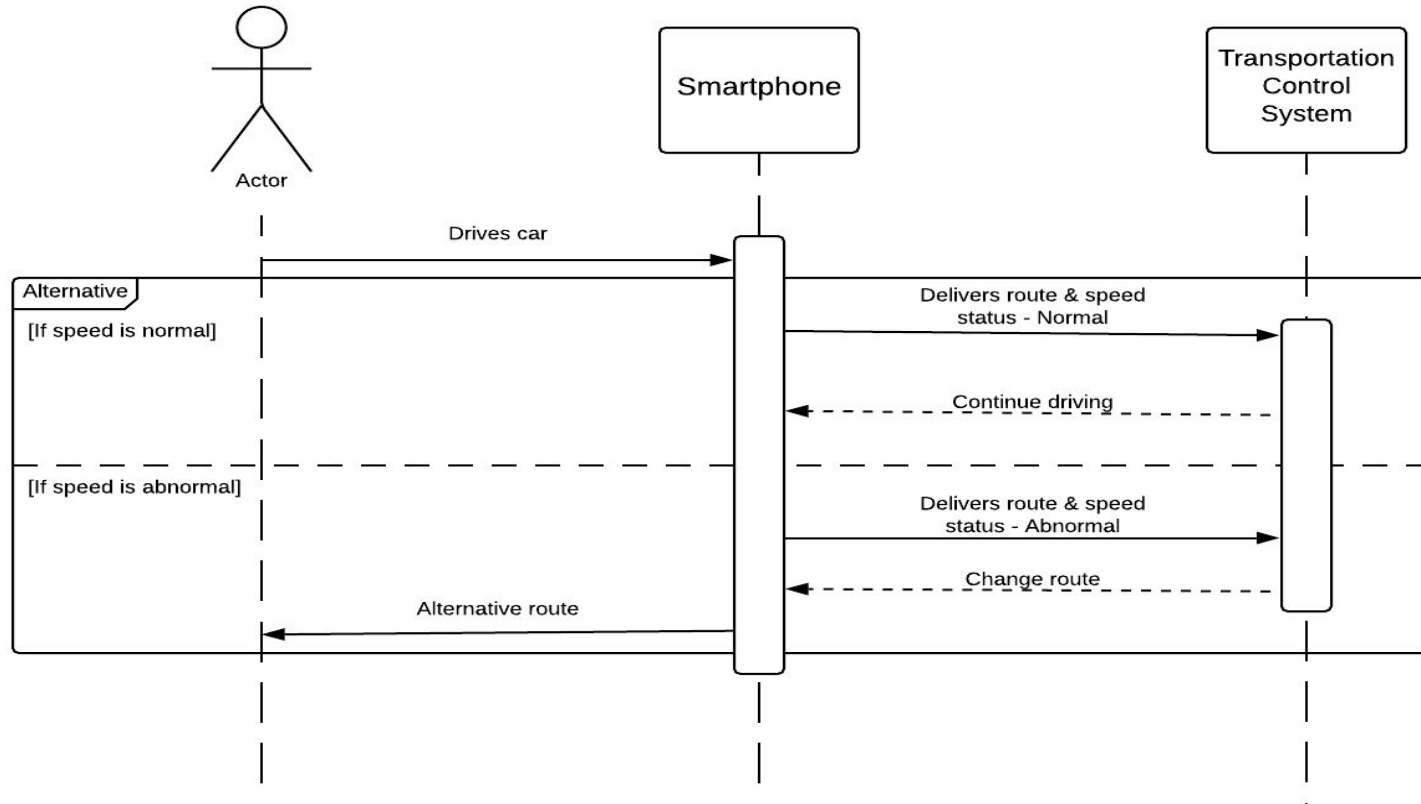 Smartphone
Transportation
Control
System
Actor
Drives car
Alternative
[If speed is normal]
Delivers route & speed
status - Normal
Continue driving
[If speed is abnormal]
Delivers route & speed
status - Abnormal
Change route
Alternative route